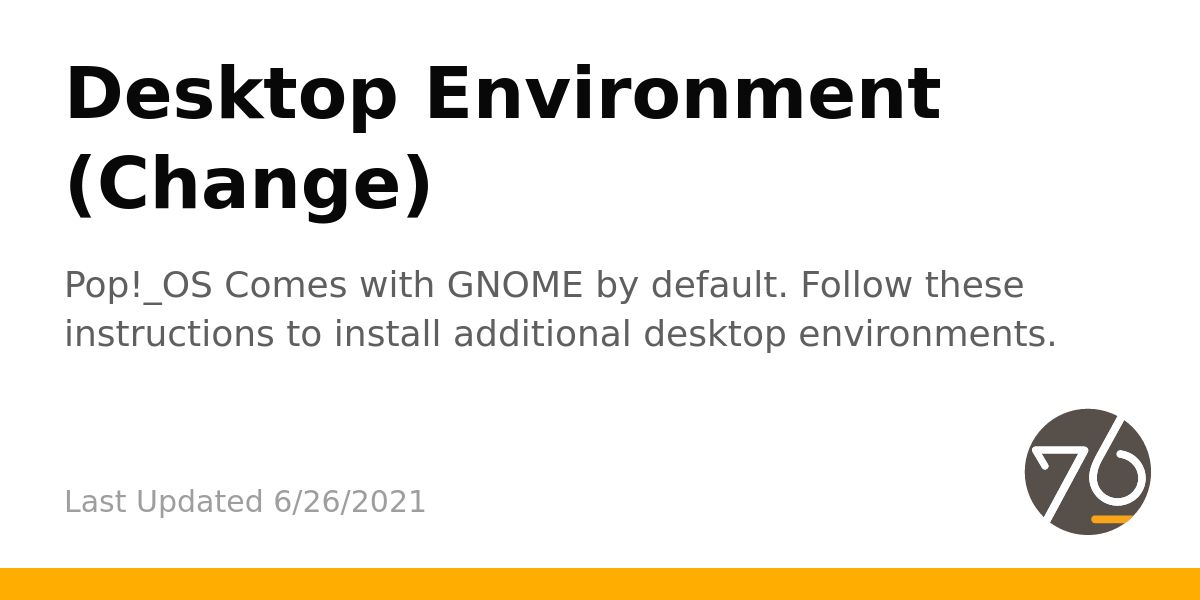 Desktop Environment
(Change)
Pop!_OS Comes with GNOME by default. Follow these
instructions to install additional desktop environments.
Last Updated 6/26/2021
76